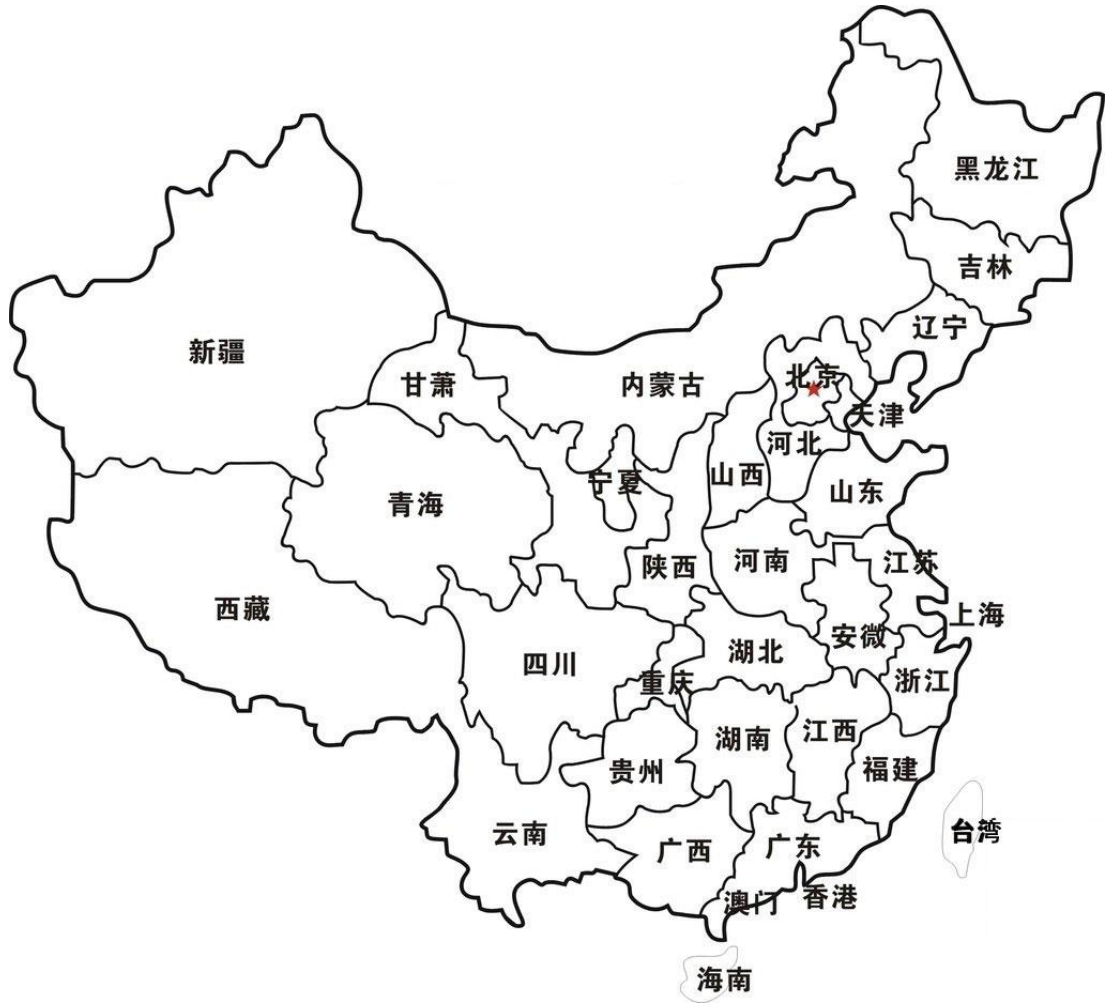 黑龙江
吉林
辽宁
新疆
甘萧
内蒙古
北京
天津
河北
宁夏
山西
山东
青海
陕西
河南
江苏
西藏
安微
上海
四川
重庆
湖北
浙江
贵州
湖南
江西
福建
云南
广西
广东
台湾
澳门
香港
海南